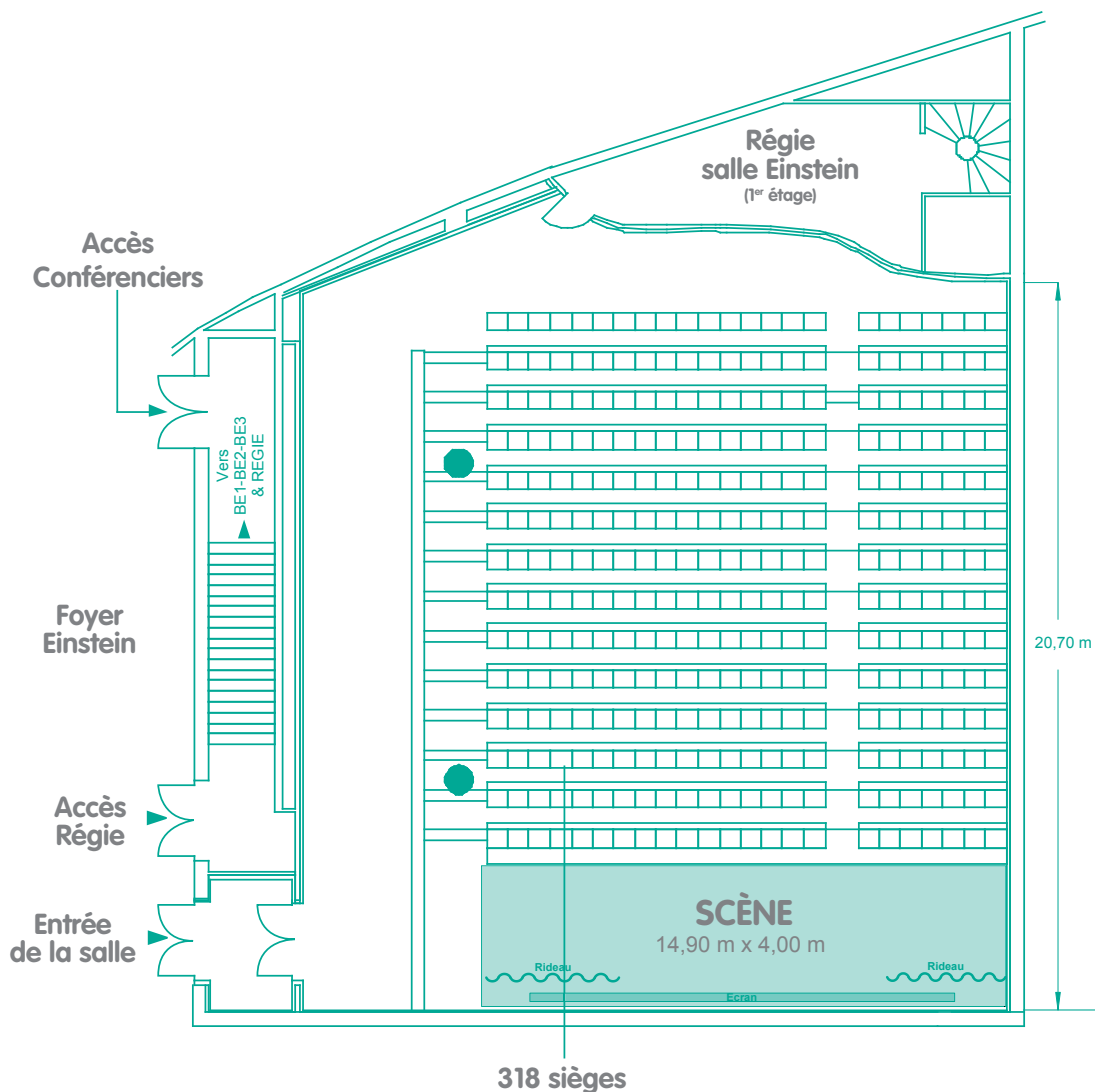 Régie
salle Einstein
(1er étage)
Accès
Conférenciers
Vers
BE1-BE2-BE3
& REGIE
Foyer
Einstein
20,70 m
Accès
Régie
Entrée
de la salle
SCÈNE
14,90 m x 4,00 m
Rideau
Rideau
Ecran
318 sièges